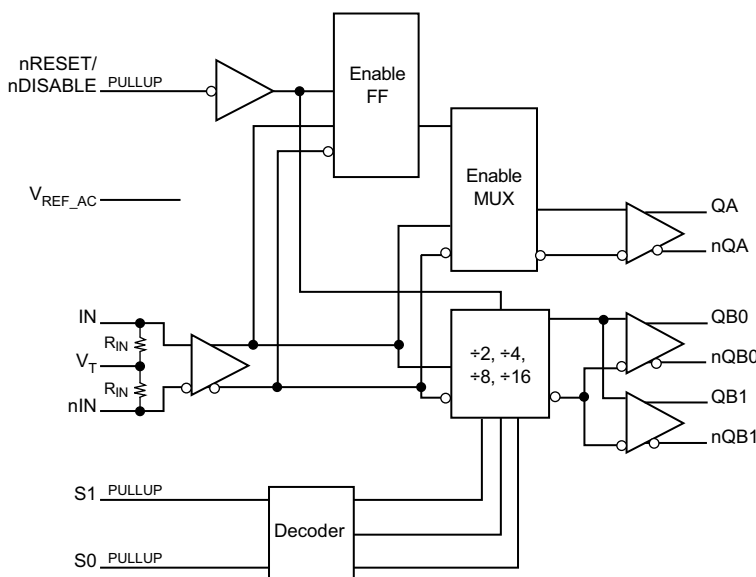 nRESET/
nDISABLE PULLUP
Enable
FF
Enable
MUX
VREF_AC
QA
nQA
IN
RIN
VT
RIN
nIN
÷2, ÷4,
÷8, ÷16
QB0
nQB0
QB1
nQB1
S1 PULLUP
Decoder
S0 PULLUP